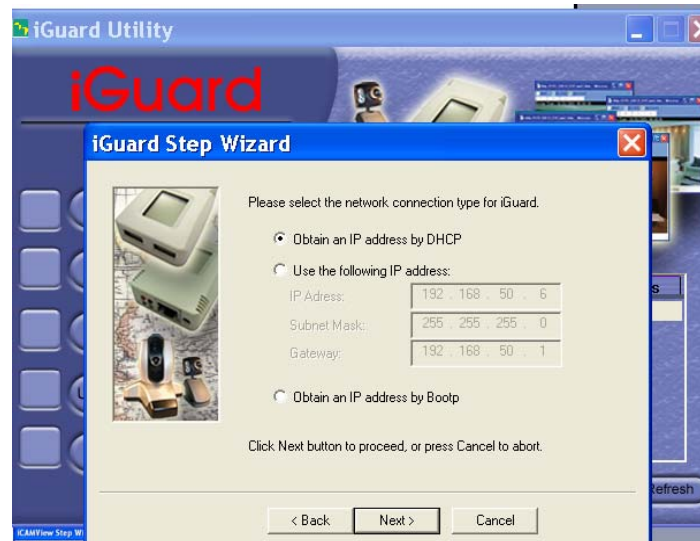 iGuard Utility
iGuard
iGuard Step Wizard
Please select the network connection type for iGuard.
Obtain an IP address by DHCP
Use the following IP address:
IP Adress: 192 . 168 . 50 . 6
Subnet Mask: 255 . 255 . 255 . 0
Gateway: 192 . 168 . 50 . 1
Obtain an IP address by Bootp
Click Next button to proceed, or press Cancel to abort.
Refresh
< Back Next > Cancel
iCAMView Step Wi